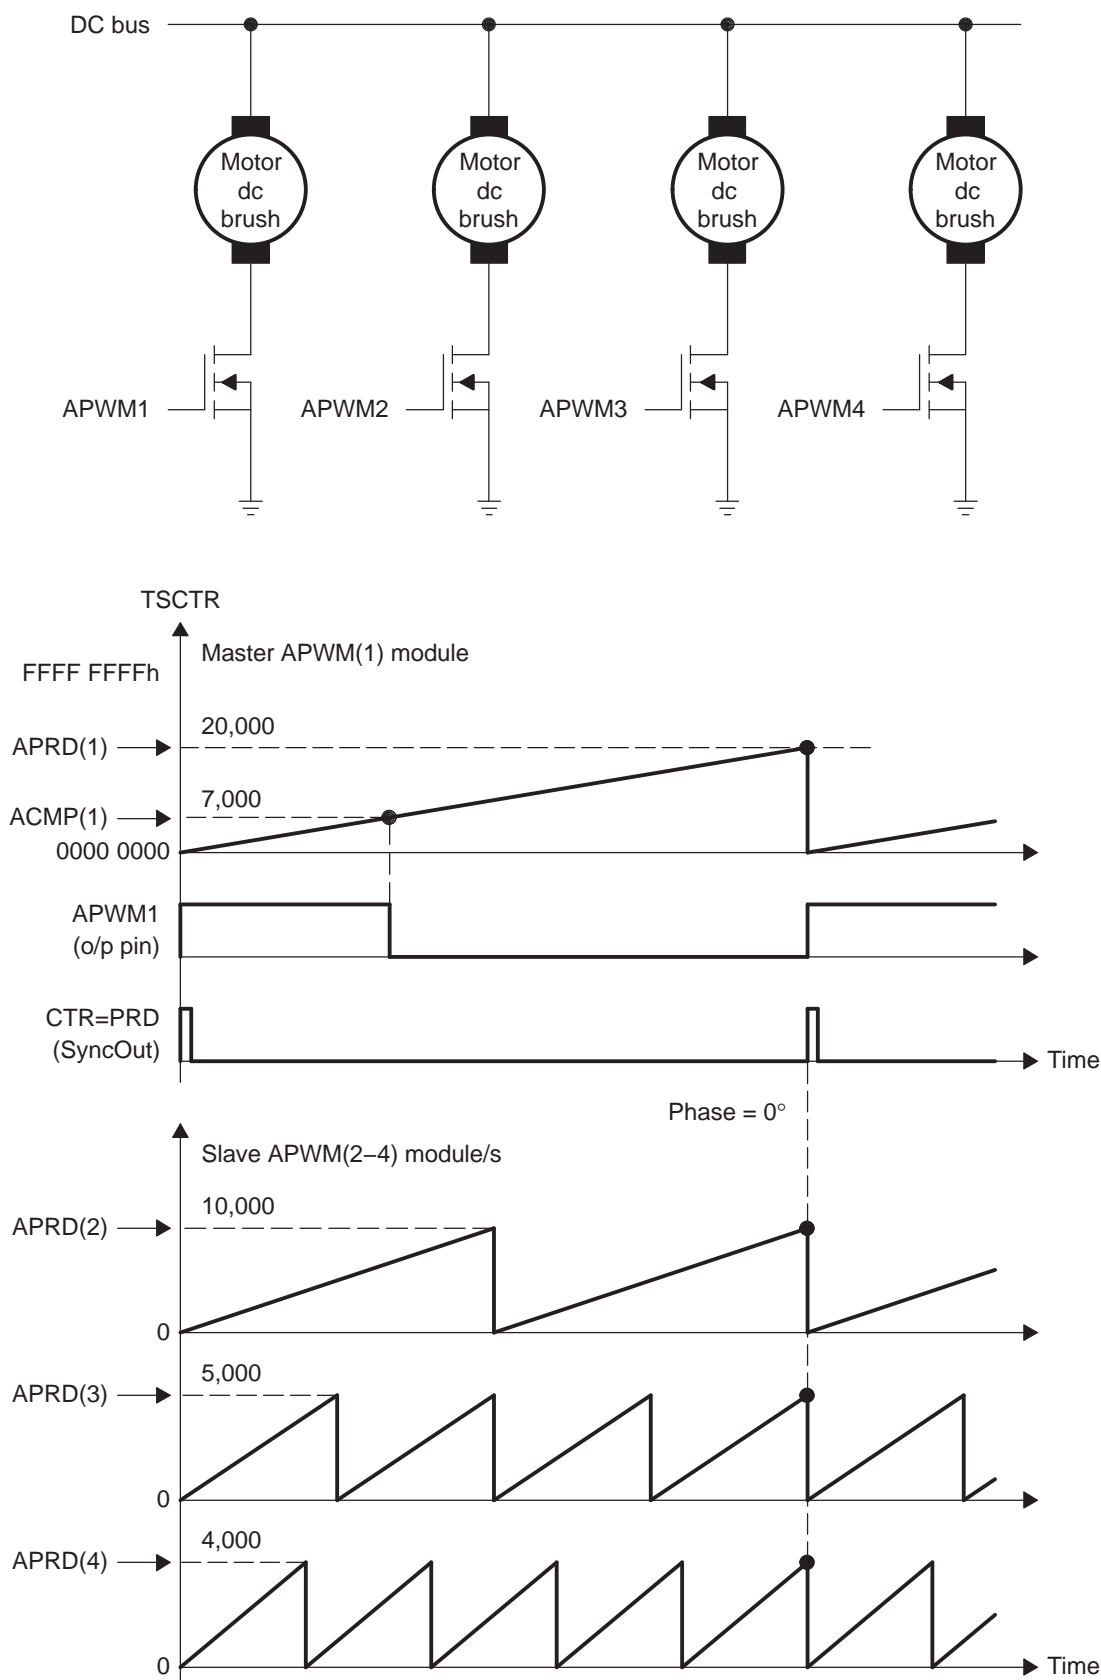 DC bus
Motor
dc
brush
Motor
dc
brush
Motor
dc
brush
Motor
dc
brush
APWM1
APWM2
APWM3
APWM4
TSCTR
Master APWM(1) module
FFFF FFFFh
20,000
APRD(1)
7,000
ACMP(1)
0000 0000
APWM1
(o/p pin)
CTR=PRD
(SyncOut)
Time
Phase = 0°
Slave APWM(2−4) module/s
10,000
APRD(2)
0
5,000
APRD(3)
0
4,000
APRD(4)
0
Time